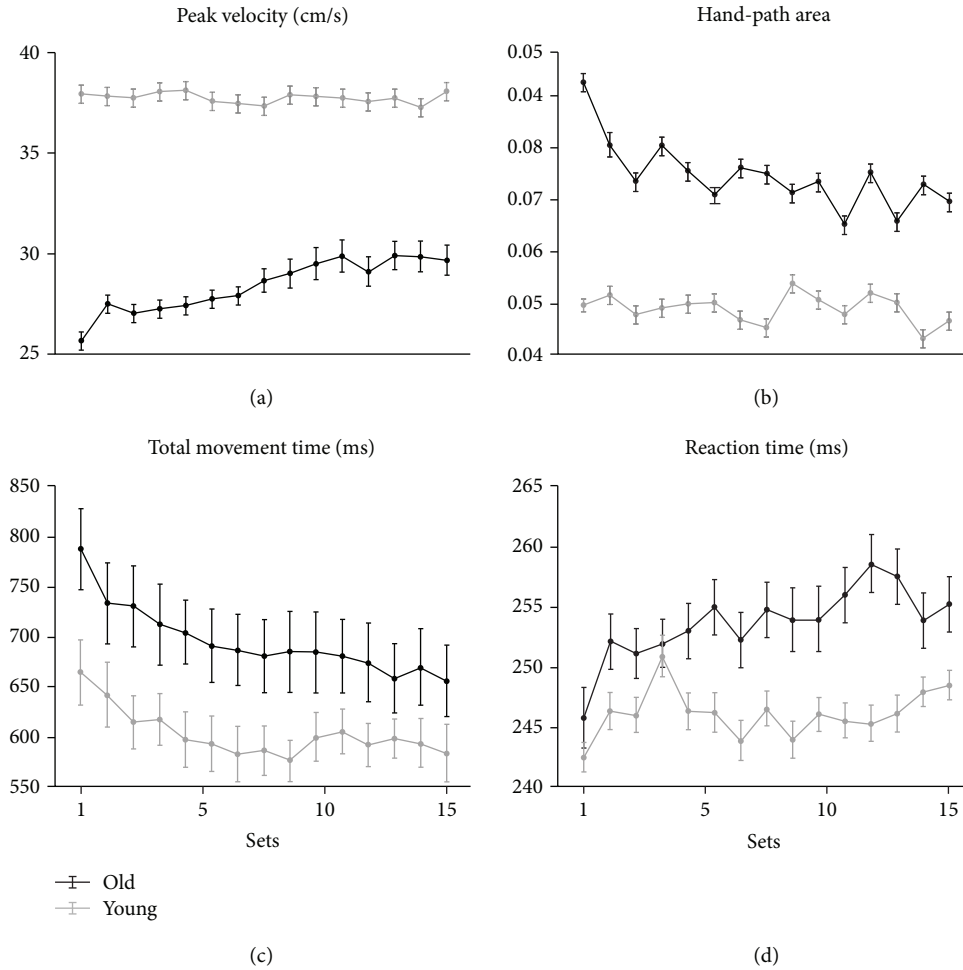 Peak velocity (cm/s)
40
35
30
25
(a)
Hand-path area
0.05
0.04
0.08
0.07
0.06
0.05
0.04
(b)
Total movement time (ms)
850
800
700
650
600
550
1 5 10 15
Sets
Old
Young
(c)
Reaction time (ms)
265
260
255
250
245
240
1 5 10 15
Sets
(d)